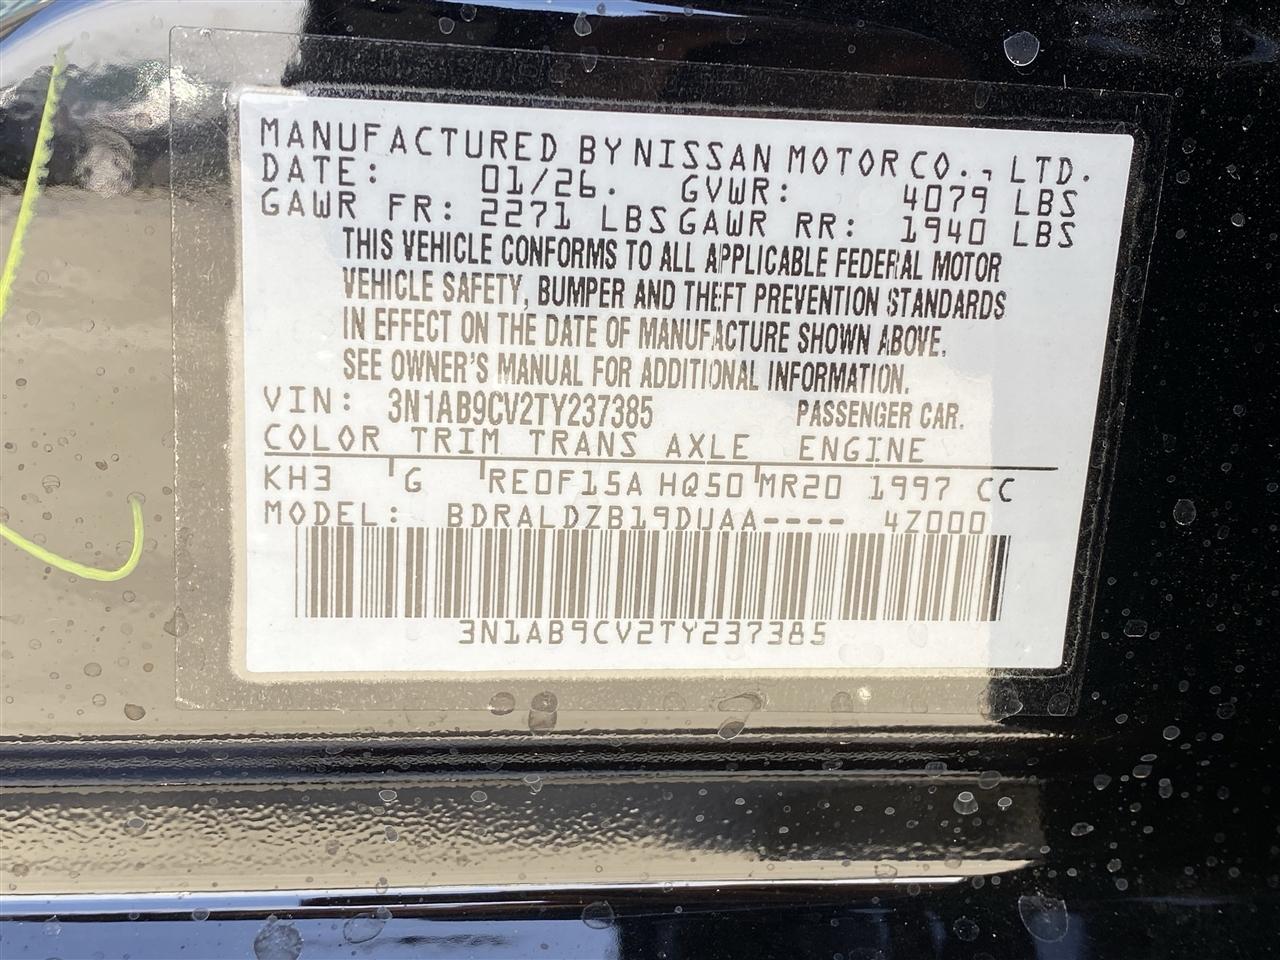 MANUFACTURED BY NISSAN MOTOR CO., LTD.
DATE: 01/26. GVWR: 4079 LBS
GAWR FR: 2271 LBS GAWR RR: 1940 LBS
THIS VEHICLE CONFORMS TO ALL APPLICABLE FEDERAL MOTOR
VEHICLE SAFETY, BUMPER AND THEFT PREVENTION STANDARDS
IN EFFECT ON THE DATE OF MANUFACTURE SHOWN ABOVE.
SEE OWNER'S MANUAL FOR ADDITIONAL INFORMATION.
VIN: 3N1AB9CV2TY237385 PASSENGER CAR.
COLOR TRIM TRANS AXLE ENGINE
KH3 G RE0F15A HQ50 MR20 1997 CC
MODEL: BDRALDZB19DUAA---- 4Z000
3N1AB9CV2TY237385